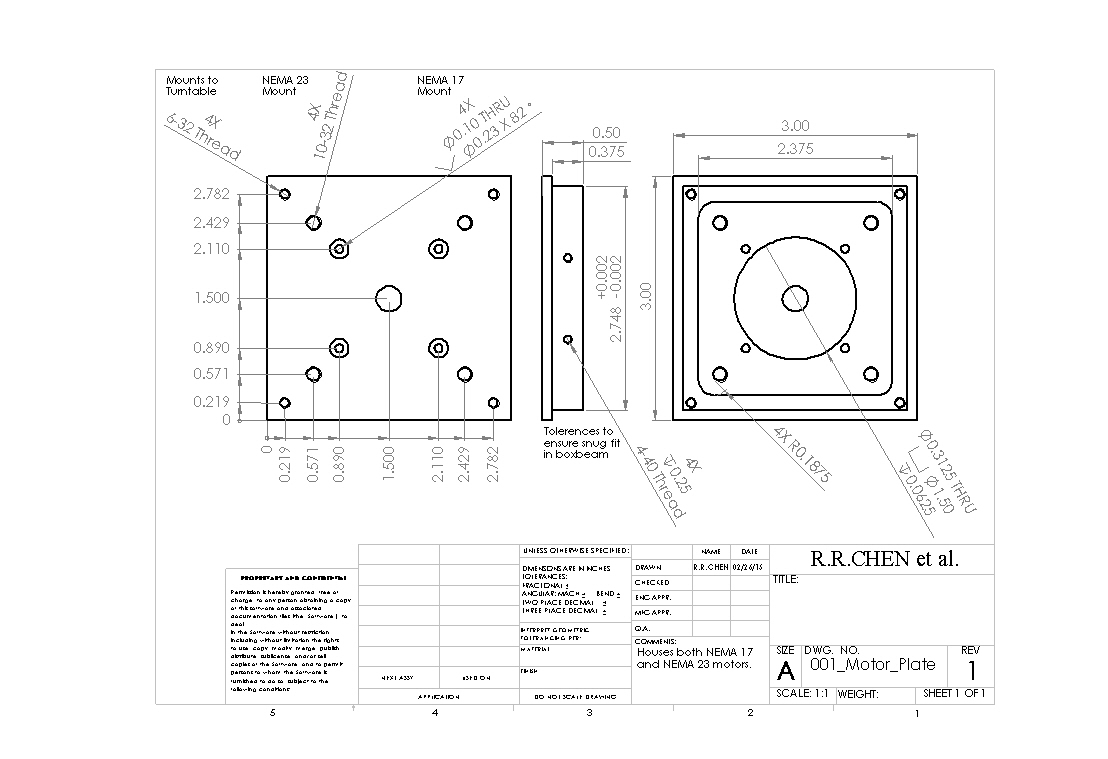 Mounts to
Turntable
NEMA 23
Mount
NEMA 17
Mount
4X
6-32 Thread
4X
10-32 Thread
4X
Ø0.10 THRU
Ø0.23 X 82°
0.50
0.375
3.00
2.375
2.782
2.429
2.110
1.500
0.890
0.571
0.219
0
0
0.219
0.571
0.890
1.500
2.110
2.429
2.782
+0.002
2.748 -0.002
3.00
Tolerences to
ensure snug fit
in boxbeam
4X
0.25
4-40 Thread
4X R0.1875
Ø0.3125 THRU
Ø 1.50
0.0625
PROPRIETARY AND CONFIDENTIAL
Permission is hereby granted, free of
charge, to any person obtaining a copy
of this software and associated
documentation files (the "Software"), to
deal
in the Software without restriction,
including without limitation the rights
to use, copy, modify, merge, publish,
distribute, sublicense, and/or sell
copies of the Software, and to permit
persons to whom the Software is
furnished to do so, subject to the
following conditions:
NEXT ASSY
USED ON
APPLICATION
UNLESS OTHERWISE SPECIFIED:
DIMENSIONS ARE IN INCHES
TOLERANCES:
FRACTIONAL ±
ANGULAR: MACH ± BEND ±
TWO PLACE DECIMAL ±
THREE PLACE DECIMAL ±
INTERPRET GEOMETRIC
TOLERANCING PER:
MATERIAL
FINISH
DO NOT SCALE DRAWING
NAME
DATE
DRAWN
R.R.CHEN
02/26/15
CHECKED
ENG APPR.
MFG APPR.
Q.A.
COMMENTS:
Houses both NEMA 17
and NEMA 23 motors.
R.R.CHEN et al.
TITLE:
SIZE
A
DWG. NO.
001_Motor_Plate
REV
1
SCALE: 1:1
WEIGHT:
SHEET 1 OF 1
5
4
3
2
1